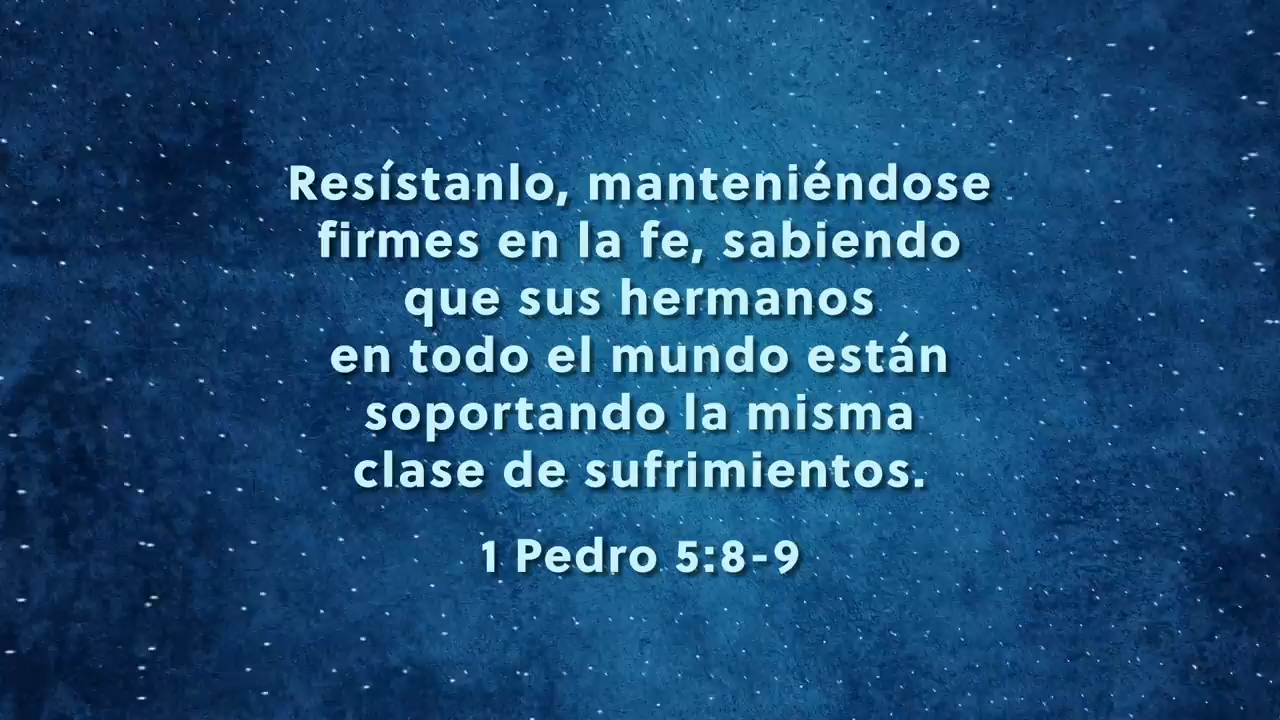 Resístanlo, manteniéndose
firmes en la fe, sabiendo
que sus hermanos
en todo el mundo están
soportando la misma
clase de sufrimientos.
1 Pedro 5:8-9